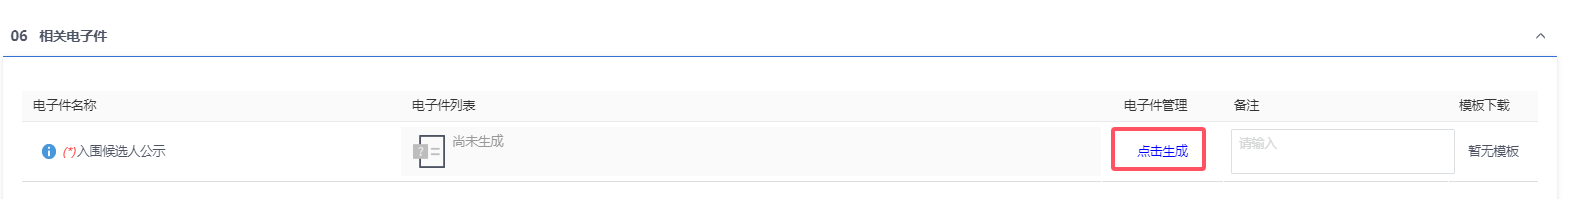 06 相关电子件
电子件名称 电子件列表 电子件管理 备注 模板下载
(*)入围候选人公示 尚未生成 点击生成 请输入 暂无模板